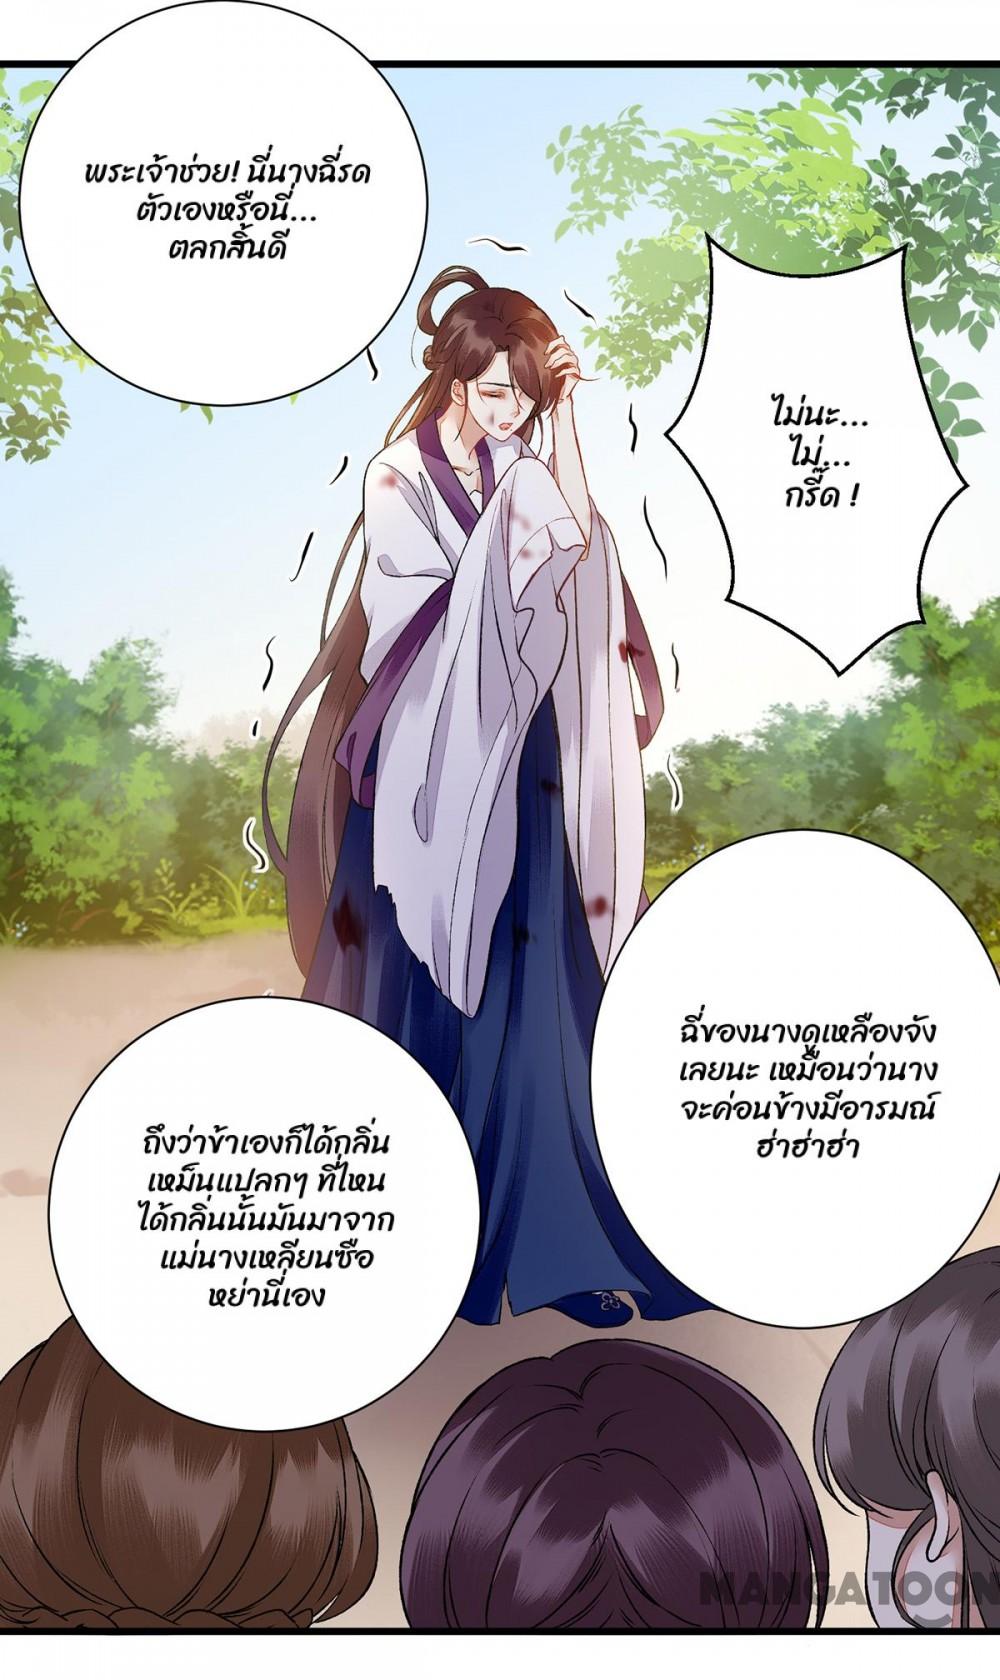 พระเจ้าช่วย! นี่นางฉี่รด
ตัวเองหรือนี่...
ตลกสิ้นดี
ไม่นะ...
ไม่...
กรี๊ด !
ฉี่ของนางดูเหลืองจัง
เลยนะ เหมือนว่านาง
จะค่อนข้างมีอารมณ์
ฮ่าฮ่าฮ่า
ถึงว่าข้าเองก็ได้กลิ่น
เหม็นแปลกๆ ที่ไหน
ได้กลิ่นนั้นมันมาจาก
แม่นางเหลียนซือ
หย่านี่เอง
MANGATOON